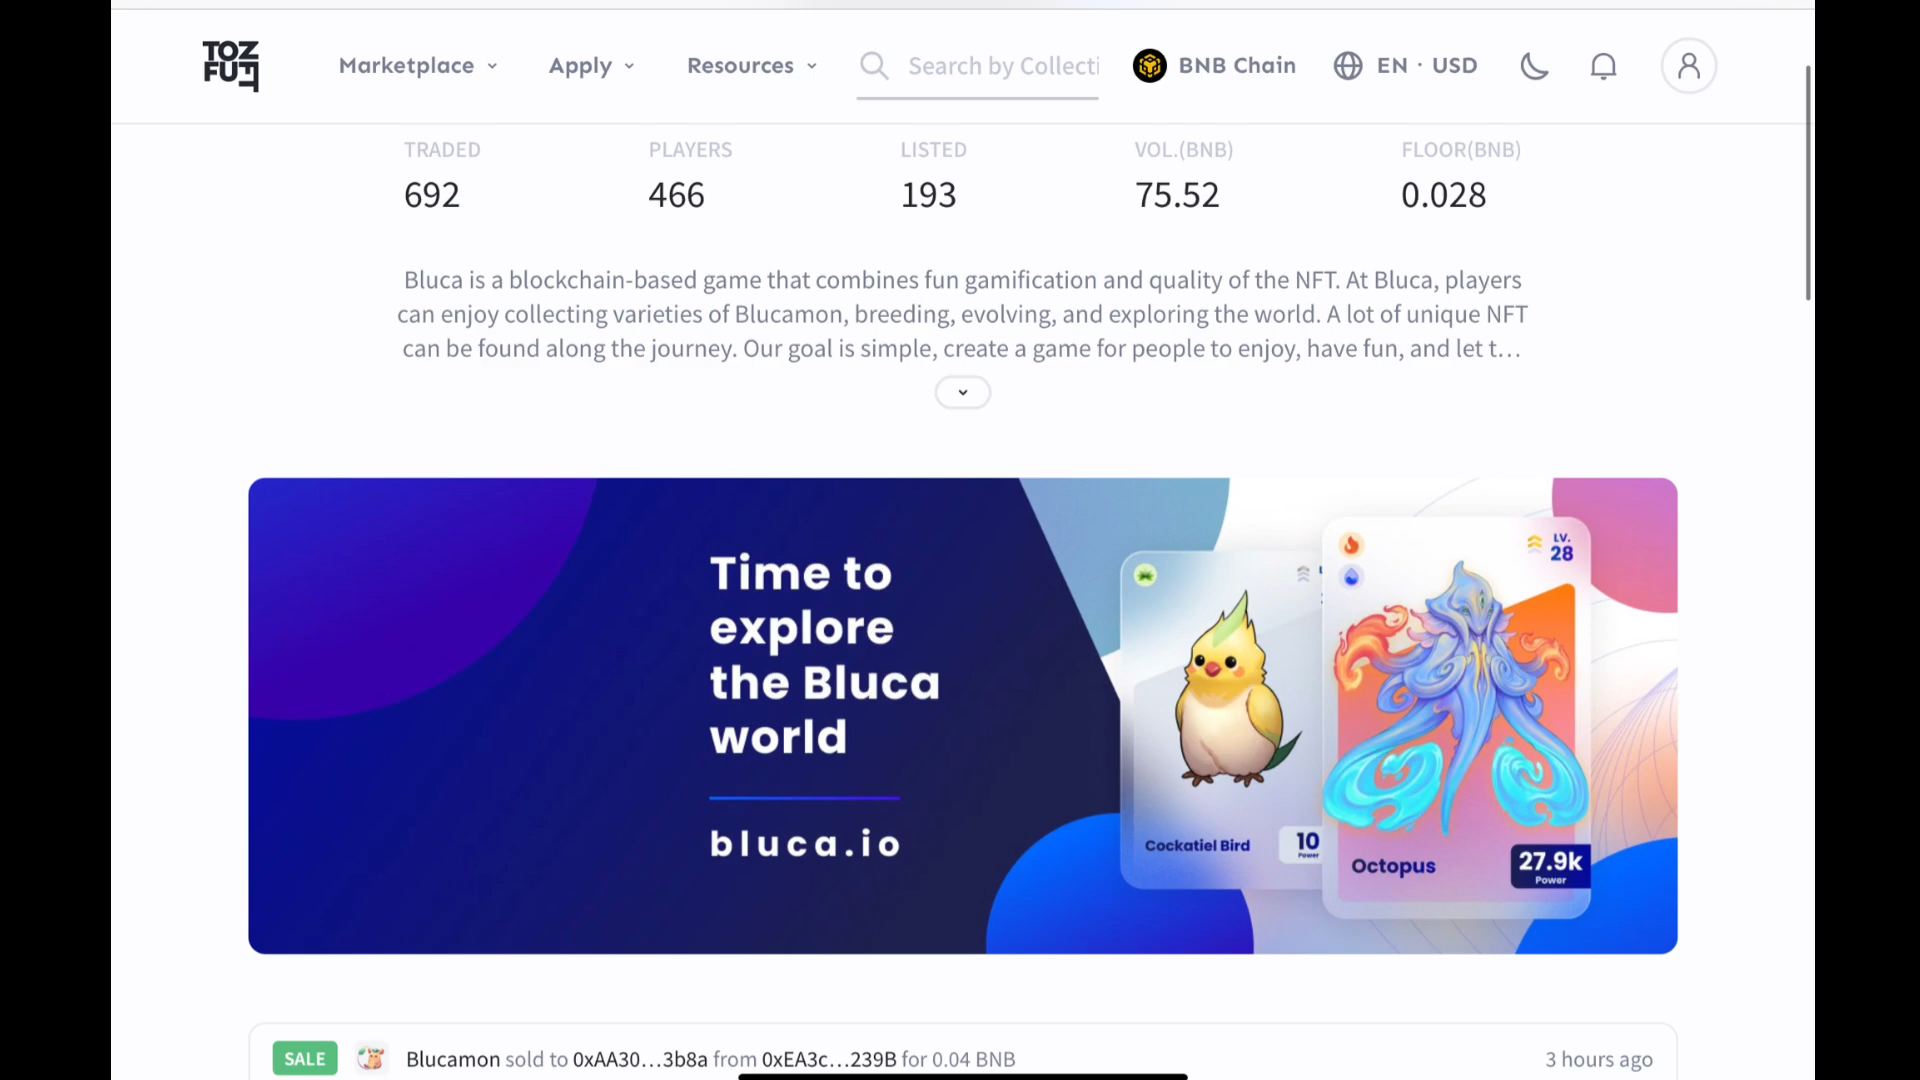 TOZ
FUT
Marketplace Apply Resources Search by Collecti BNB Chain EN · USD
TRADED PLAYERS LISTED VOL.(BNB) FLOOR(BNB)
692 466 193 75.52 0.028
Bluca is a blockchain-based game that combines fun gamification and quality of the NFT. At Bluca, players
can enjoy collecting varieties of Blucamon, breeding, evolving, and exploring the world. A lot of unique NFT
can be found along the journey. Our goal is simple, create a game for people to enjoy, have fun, and let t…
Time to
explore
the Bluca
world
bluca.io
Cockatiel Bird
10
Power
LV.
28
Octopus
27.9k
Power
SALE Blucamon sold to 0xAA30...3b8a from 0xEA3c...239B for 0.04 BNB 3 hours ago